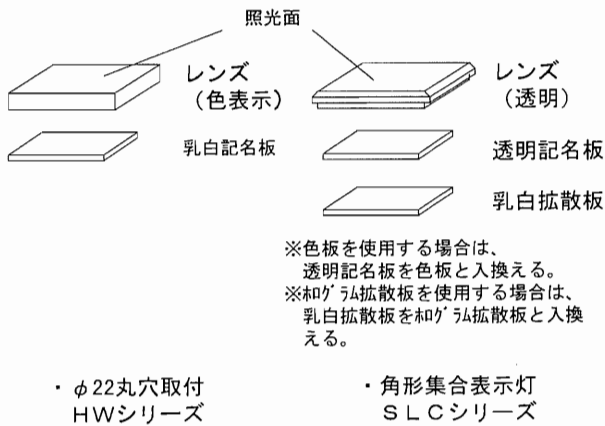 照光面
レンズ
（色表示）
乳白記名板
レンズ
（透明）
透明記名板
乳白拡散板
※色板を使用する場合は、
透明記名板を色板と入換える。
※ﾎﾛｸﾞﾗﾑ拡散板を使用する場合は、
乳白拡散板をﾎﾛｸﾞﾗﾑ拡散板と入換
える。
・φ22丸穴取付
HWシリーズ
・角形集合表示灯
ＳＬＣシリーズ